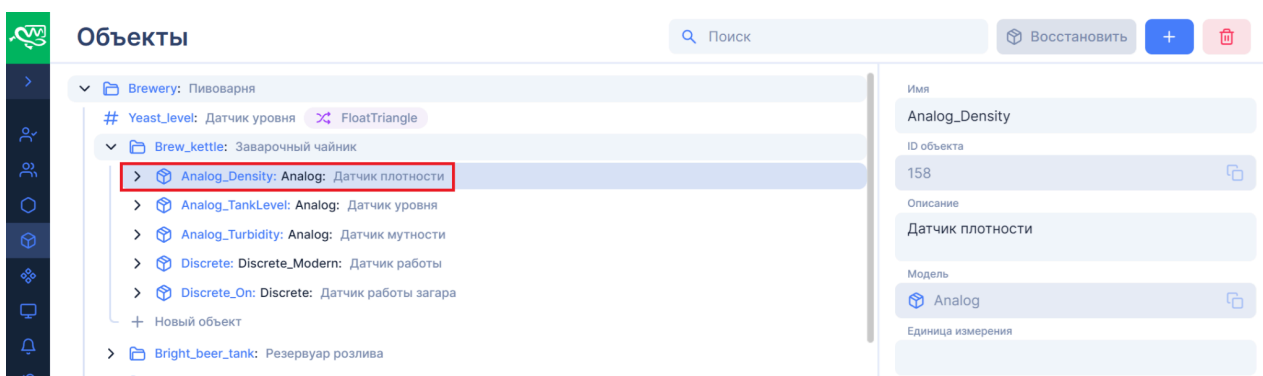 Объекты
Поиск
Восстановить
Brewery: Пивоварня
Yeast_level: Датчик уровня FloatTriangle
Brew_kettle: Заварочный чайник
Analog_Density: Analog: Датчик плотности
Analog_TankLevel: Analog: Датчик уровня
Analog_Turbidity: Analog: Датчик мутности
Discrete: Discrete_Modern: Датчик работы
Discrete_On: Discrete: Датчик работы загара
Новый объект
Bright_beer_tank: Резервуар розлива
Имя
Analog_Density
ID объекта
158
Описание
Датчик плотности
Модель
Analog
Единица измерения